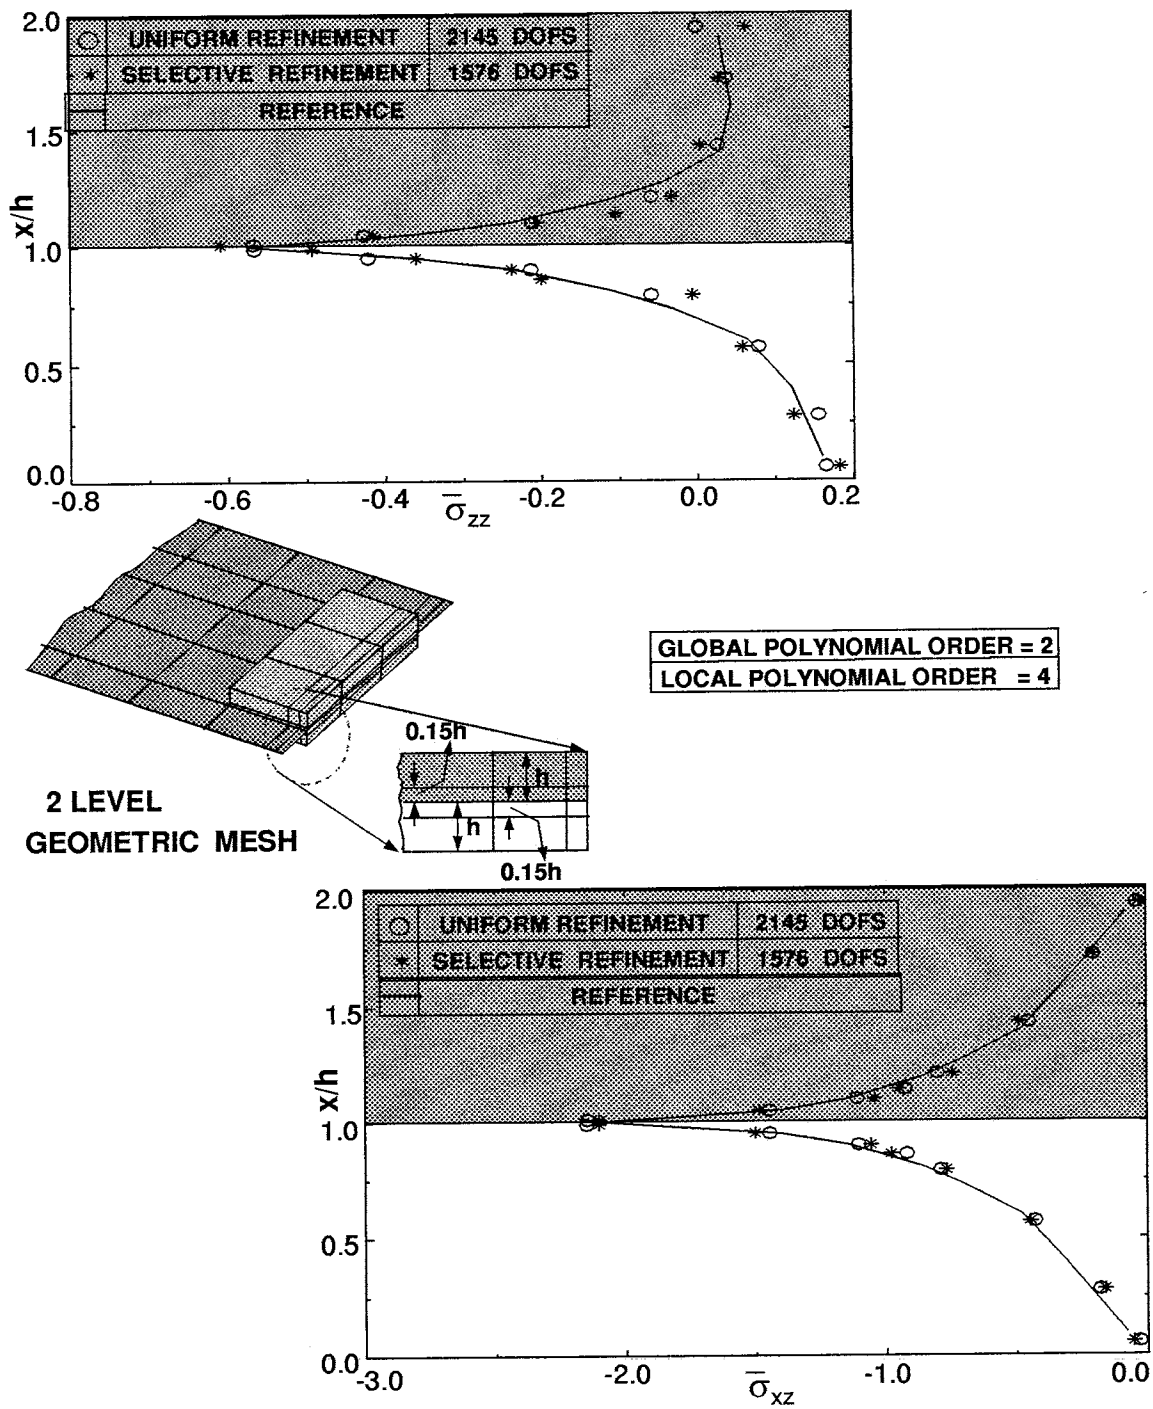 2.0
UNIFORM REFINEMENT 2145 DOFS
* SELECTIVE REFINEMENT 1576 DOFS
REFERENCE
1.5
x/h
1.0
0.5
0.0
-0.8 -0.6 -0.4 -0.2 0.0 0.2
σ̅zz
GLOBAL POLYNOMIAL ORDER = 2
LOCAL POLYNOMIAL ORDER = 4
0.15h
h
h
0.15h
2 LEVEL
GEOMETRIC MESH
2.0
UNIFORM REFINEMENT 2145 DOFS
* SELECTIVE REFINEMENT 1576 DOFS
REFERENCE
1.5
x/h
1.0
0.5
0.0
-3.0 -2.0 -1.0 0.0
σ̅xz